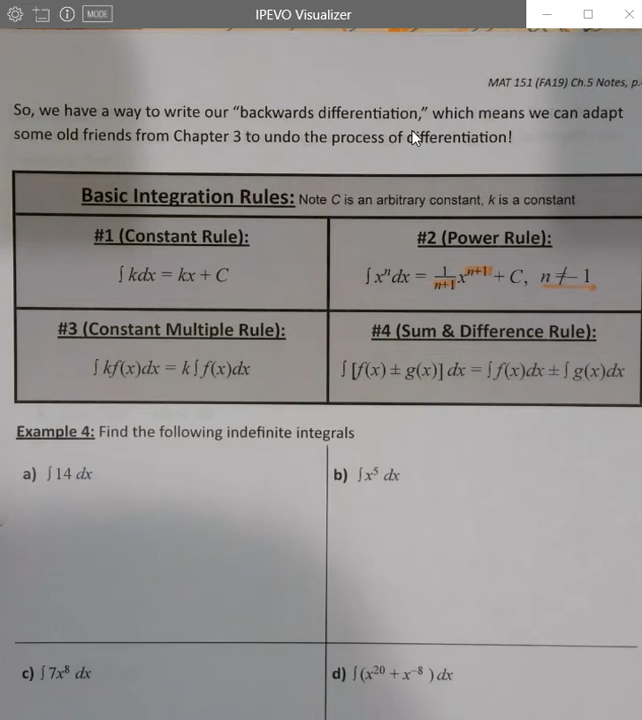 MODE
IPEVO Visualizer
MAT 151 (FA19) Ch.5 Notes, p.
So, we have a way to write our “backwards differentiation,” which means we can adapt
some old friends from Chapter 3 to undo the process of differentiation!
Basic Integration Rules: Note C is an arbitrary constant, k is a constant
#1 (Constant Rule):
∫ kdx = kx + C
#2 (Power Rule):
∫ xⁿdx = 1/(n+1) xⁿ⁺¹ + C, n ≠ −1
#3 (Constant Multiple Rule):
∫ kf(x)dx = k∫ f(x)dx
#4 (Sum & Difference Rule):
∫ [f(x) ± g(x)] dx = ∫ f(x)dx ± ∫ g(x)dx
Example 4: Find the following indefinite integrals
a) ∫ 14 dx
b) ∫ x⁵ dx
c) ∫ 7x⁸ dx
d) ∫ (x²⁰ + x⁻⁸ ) dx